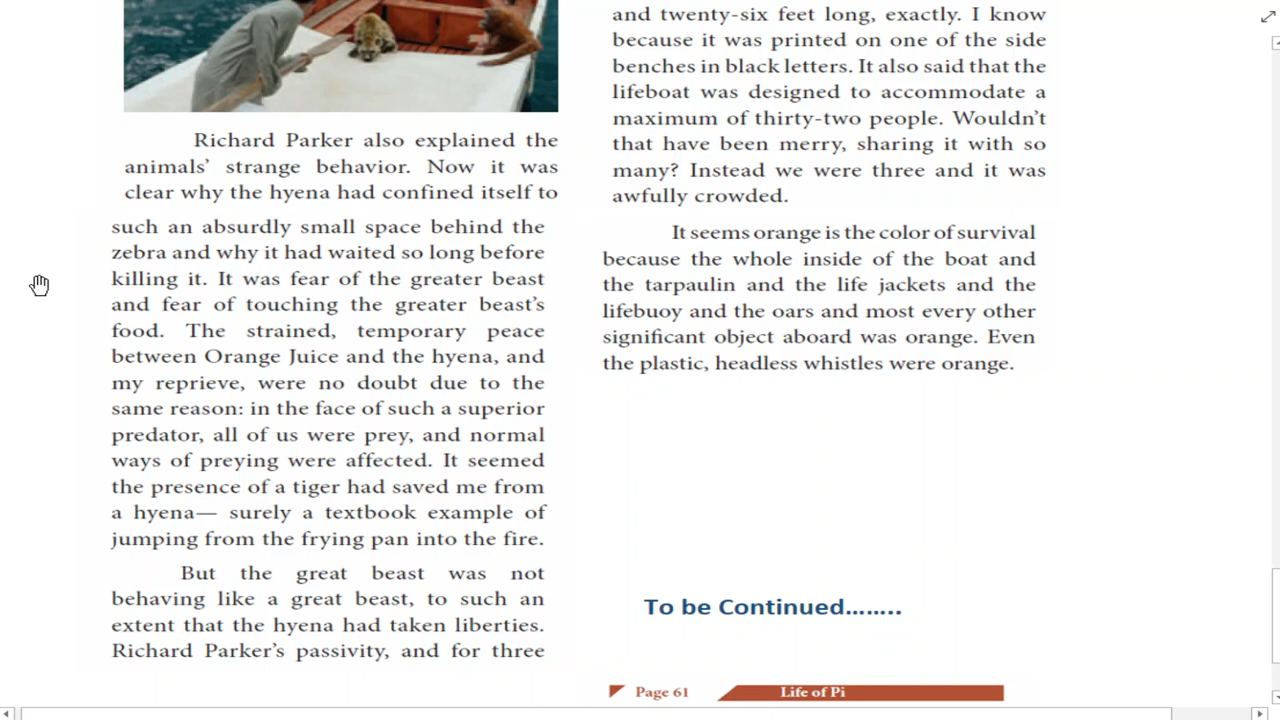 Richard Parker also explained the
animals' strange behavior. Now it was
clear why the hyena had confined itself to
such an absurdly small space behind the
zebra and why it had waited so long before
killing it. It was fear of the greater beast
and fear of touching the greater beast's
food. The strained, temporary peace
between Orange Juice and the hyena, and
my reprieve, were no doubt due to the
same reason: in the face of such a superior
predator, all of us were prey, and normal
ways of preying were affected. It seemed
the presence of a tiger had saved me from
a hyena— surely a textbook example of
jumping from the frying pan into the fire.
But the great beast was not
behaving like a great beast, to such an
extent that the hyena had taken liberties.
Richard Parker's passivity, and for three
and twenty-six feet long, exactly. I know
because it was printed on one of the side
benches in black letters. It also said that the
lifeboat was designed to accommodate a
maximum of thirty-two people. Wouldn't
that have been merry, sharing it with so
many? Instead we were three and it was
awfully crowded.
It seems orange is the color of survival
because the whole inside of the boat and
the tarpaulin and the life jackets and the
lifebuoy and the oars and most every other
significant object aboard was orange. Even
the plastic, headless whistles were orange.
To be Continued........
Page 61
Life of Pi